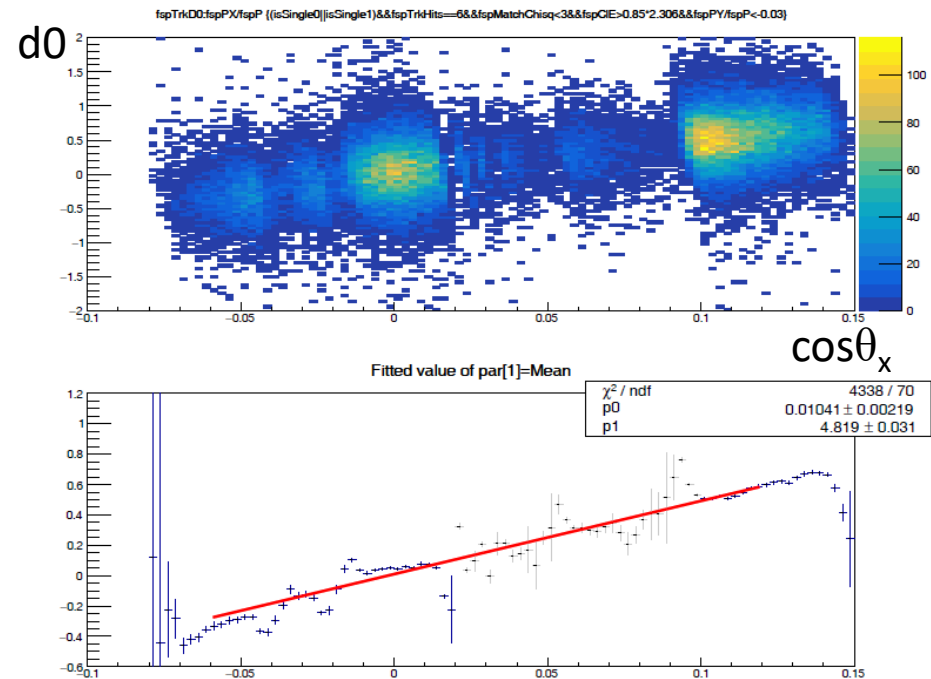 fspTrkD0:fspPX/fspP {(isSingle0||isSingle1)&&fspTrkHits==6&&fspMatchChisq<3&&fspClE>0.85*2.306&&fspPY/fspP<-0.03}
d0
2
1.5
1
0.5
0
−0.5
−1
−1.5
−2
−0.1 −0.05 0 0.05 0.1 0.15
100
80
60
40
20
0
cosθx
Fitted value of par[1]=Mean
χ² / ndf 4338 / 70
p0 0.01041 ± 0.00219
p1 4.819 ± 0.031
1.2
1
0.8
0.6
0.4
0.2
0
−0.2
−0.4
−0.6
−0.1 −0.05 0 0.05 0.1 0.15